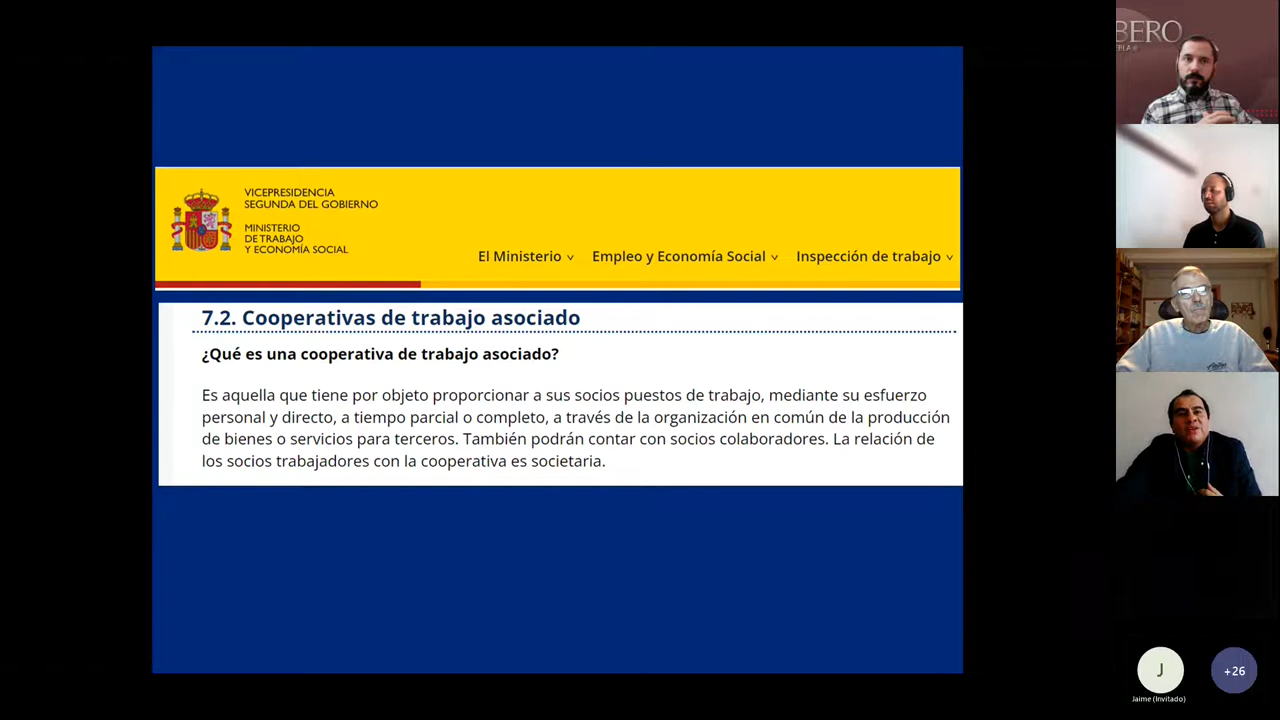 VICEPRESIDENCIA
SEGUNDA DEL GOBIERNO
MINISTERIO
DE TRABAJO
Y ECONOMÍA SOCIAL
El Ministerio
Empleo y Economía Social
Inspección de trabajo
7.2. Cooperativas de trabajo asociado
¿Qué es una cooperativa de trabajo asociado?
Es aquella que tiene por objeto proporcionar a sus socios puestos de trabajo, mediante su esfuerzo
personal y directo, a tiempo parcial o completo, a través de la organización en común de la producción
de bienes o servicios para terceros. También podrán contar con socios colaboradores. La relación de
los socios trabajadores con la cooperativa es societaria.
BERO
J
+26
Jaime (Invitado)